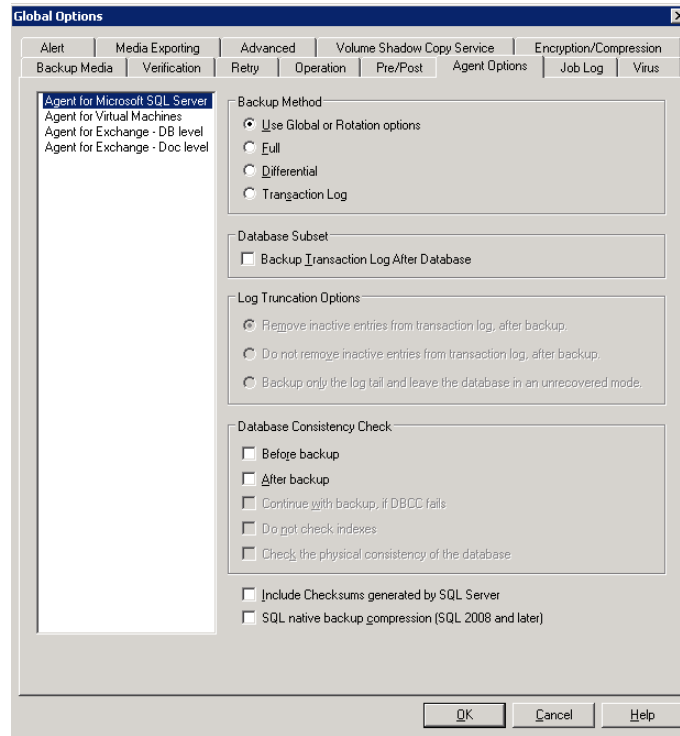 Global Options
Alert
Media Exporting
Advanced
Volume Shadow Copy Service
Encryption/Compression
Backup Media
Verification
Retry
Operation
Pre/Post
Agent Options
Job Log
Virus
Agent for Microsoft SQL Server
Agent for Virtual Machines
Agent for Exchange - DB level
Agent for Exchange - Doc level
Backup Method
Use Global or Rotation options
Full
Differential
Transaction Log
Database Subset
Backup Transaction Log After Database
Log Truncation Options
Remove inactive entries from transaction log, after backup.
Do not remove inactive entries from transaction log, after backup.
Backup only the log tail and leave the database in an unrecovered mode.
Database Consistency Check
Before backup
After backup
Continue with backup, if DBCC fails
Do not check indexes
Check the physical consistency of the database
Include Checksums generated by SQL Server
SQL native backup compression (SQL 2008 and later)
OK
Cancel
Help